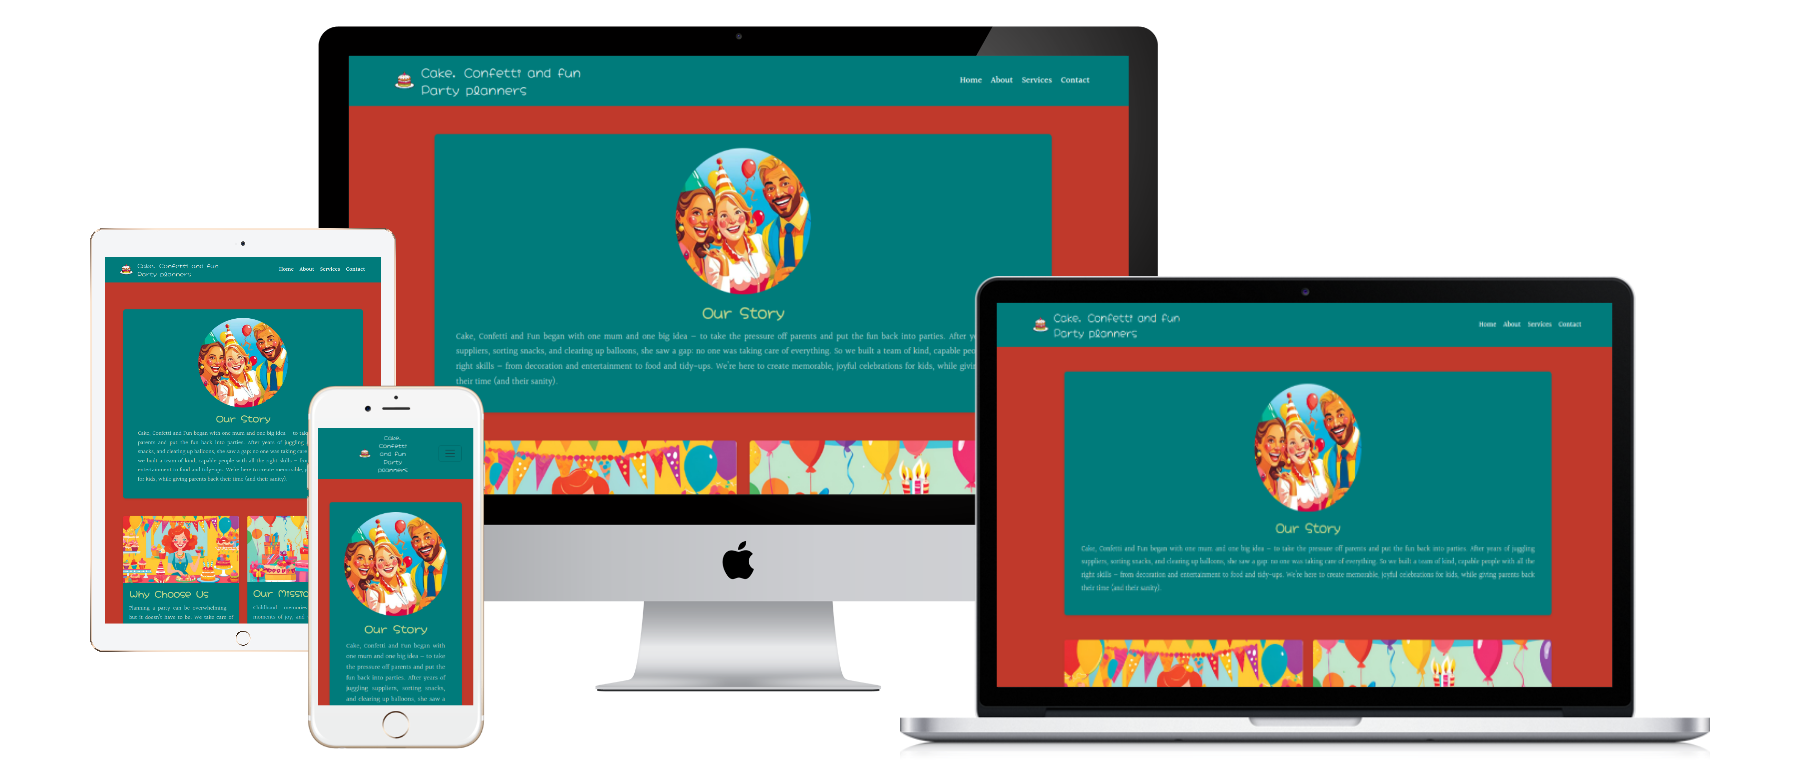 Cake, Confetti and fun
Party planners
Home About Services Contact
Our Story
Cake, Confetti and Fun began with one mum and one big idea – to take the pressure off parents and put the fun back into parties. After
suppliers, sorting snacks, and clearing up balloons, she saw a gap: no one was taking care of everything. So we built a team of kind, capable
right skills – from decoration and entertainment to food and tidy-ups. We're here to create memorable, joyful celebrations for kids, while
their time (and their sanity).
Cake, Confetti and fun
Party planners
Home About Services Contact
Our Story
Cake, Confetti and Fun began with one mum and one big idea – to
parents and put the fun back into parties. After years of juggling
snacks, and clearing up balloons, she saw a gap: no one was taking care
we built a team of kind, capable people with all the right skills –
entertainment to food and tidy-ups. We're here to create memorable,
for kids, while giving parents back their time (and their sanity).
Why Choose Us
Planning a party can be overwhelming
but it doesn't have to be. We take care of
Our
Childhood memories
moments of joy, and
Cake,
Confetti
and fun
Party
planners
Our Story
Cake, Confetti and Fun began with
one mum and one big idea – to take
the pressure off parents and put the
fun back into parties. After years of
juggling suppliers, sorting snacks,
and clearing up balloons, she saw a
Cake, Confetti and fun
Party planners
Home About Services Contact
Our Story
Cake, Confetti and Fun began with one mum and one big idea – to take the pressure off parents and put the fun back into parties. After years of juggling
suppliers, sorting snacks, and clearing up balloons, she saw a gap: no one was taking care of everything. So we built a team of kind, capable people with all the
right skills – from decoration and entertainment to food and tidy-ups. We're here to create memorable, joyful celebrations for kids, while giving parents back
their time (and their sanity).